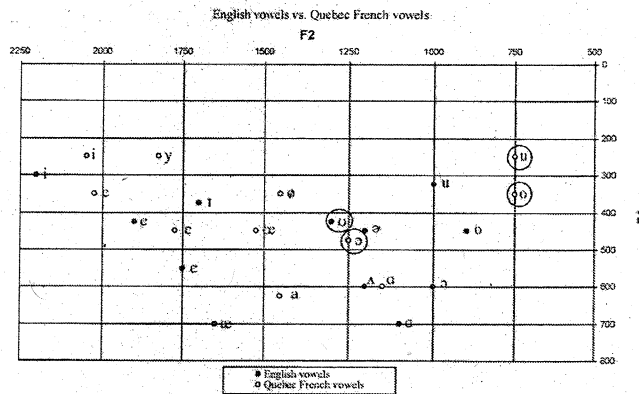 English vowels vs. Quebec French vowels
F2
2250 2000 1750 1500 1250 1000 750 500
0
100
200
i y u
300
i u
e ɪ ø o
400
e ʊ
ɛ œ ə o
ə
500
ɛ
600
a ʌ ɑ ɔ
700
æ ɑ
800
English vowels
Quebec French vowels